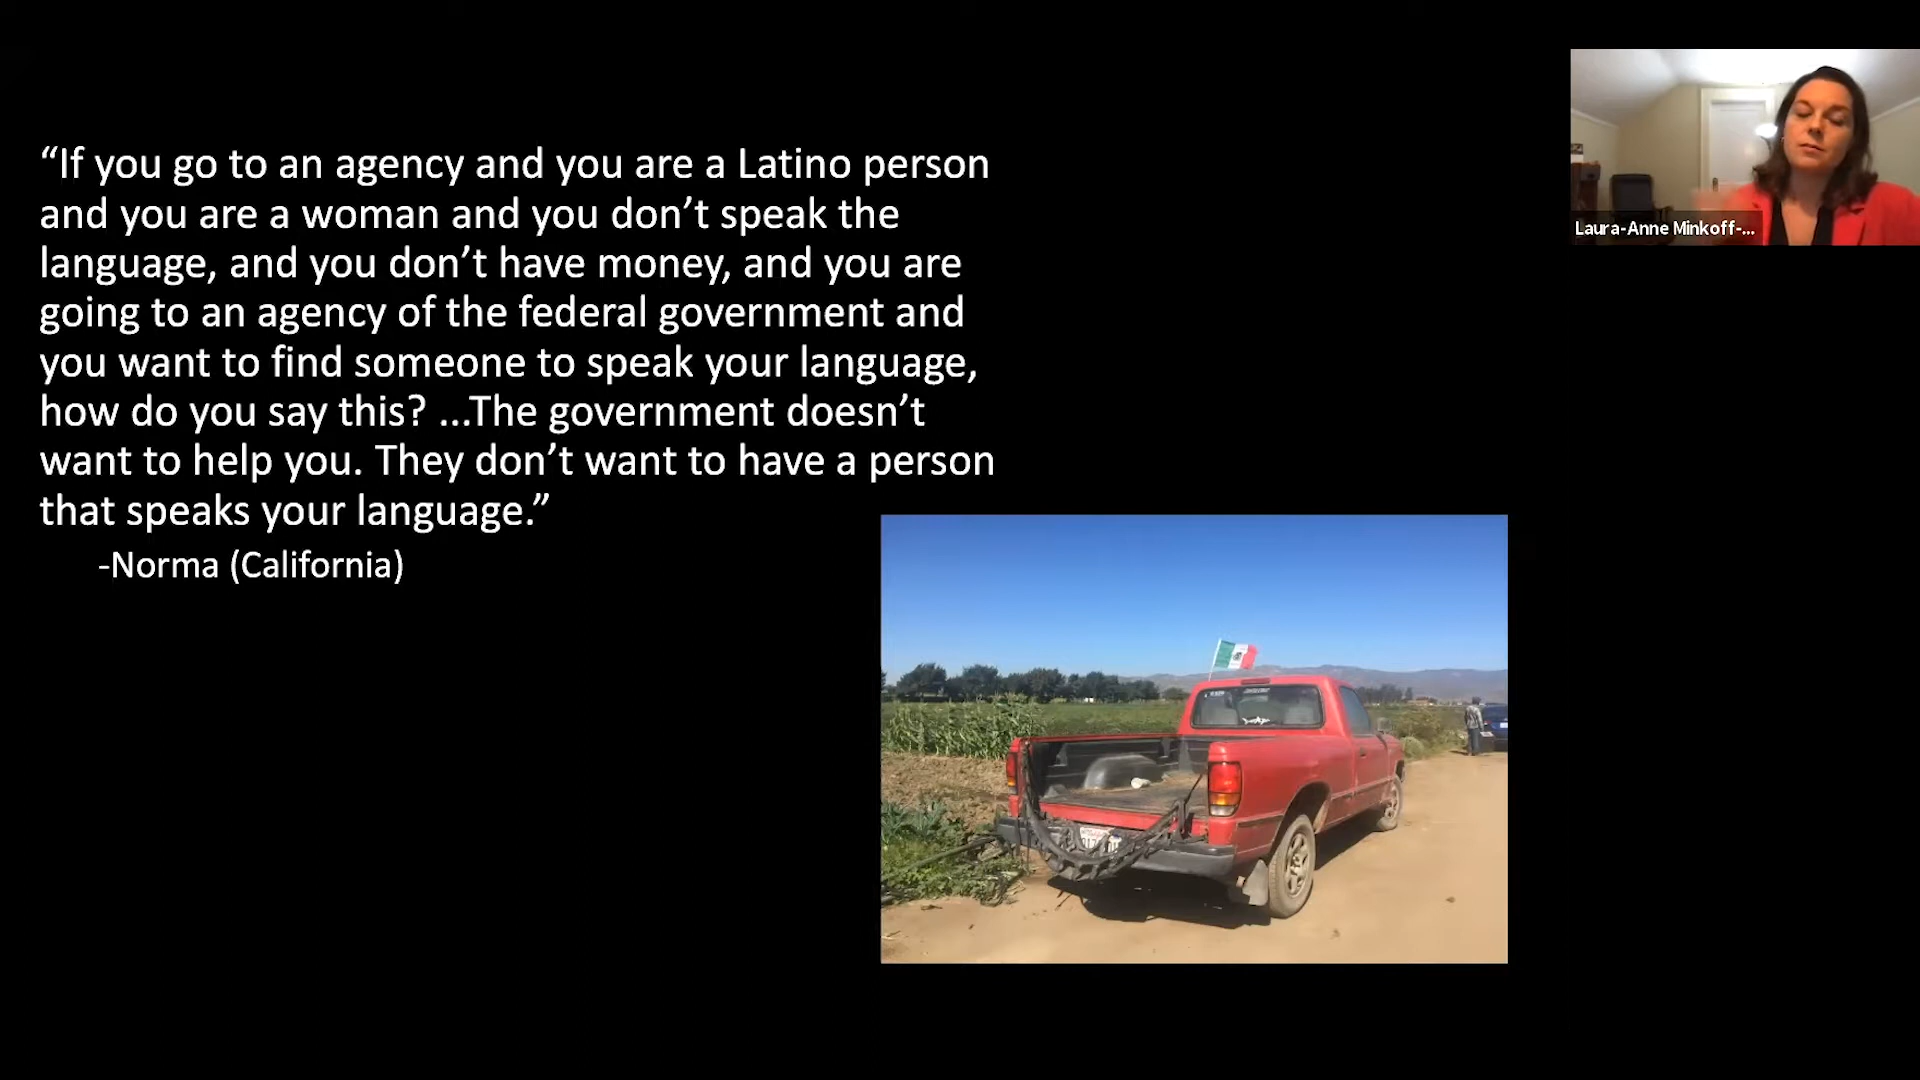 “If you go to an agency and you are a Latino person
and you are a woman and you don’t speak the
language, and you don’t have money, and you are
going to an agency of the federal government and
you want to find someone to speak your language,
how do you say this? ...The government doesn’t
want to help you. They don’t want to have a person
that speaks your language.”
-Norma (California)
Laura-Anne Minkoff-...